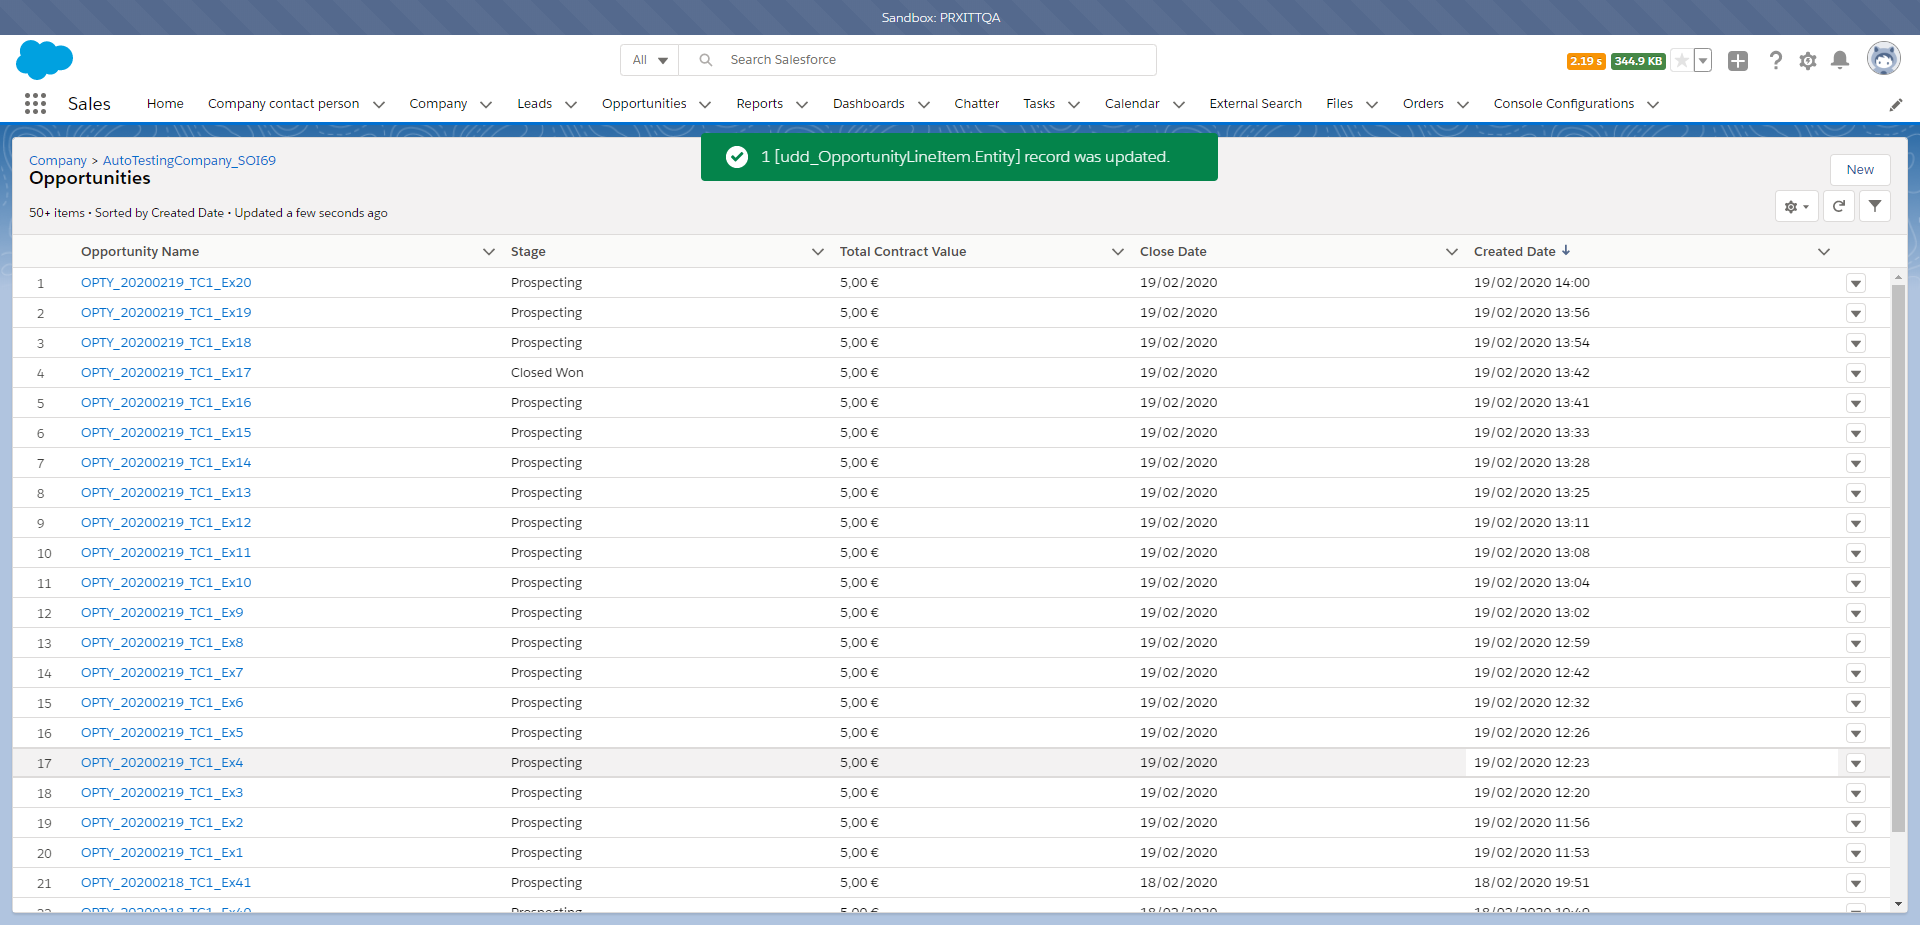 Sandbox: PRXITTQA
All Search Salesforce 2.19 s 344.9 KB
Sales Home Company contact person Company Leads Opportunities Reports Dashboards Chatter Tasks Calendar External Search Files Orders Console Configurations
1 [udd_OpportunityLineItem.Entity] record was updated.
Company > AutoTestingCompany_SOI69
Opportunities
New
50+ items • Sorted by Created Date • Updated a few seconds ago
Opportunity Name Stage Total Contract Value Close Date Created Date
1 OPTY_20200219_TC1_Ex20 Prospecting 5,00 € 19/02/2020 19/02/2020 14:00
2 OPTY_20200219_TC1_Ex19 Prospecting 5,00 € 19/02/2020 19/02/2020 13:56
3 OPTY_20200219_TC1_Ex18 Prospecting 5,00 € 19/02/2020 19/02/2020 13:54
4 OPTY_20200219_TC1_Ex17 Closed Won 5,00 € 19/02/2020 19/02/2020 13:42
5 OPTY_20200219_TC1_Ex16 Prospecting 5,00 € 19/02/2020 19/02/2020 13:41
6 OPTY_20200219_TC1_Ex15 Prospecting 5,00 € 19/02/2020 19/02/2020 13:33
7 OPTY_20200219_TC1_Ex14 Prospecting 5,00 € 19/02/2020 19/02/2020 13:28
8 OPTY_20200219_TC1_Ex13 Prospecting 5,00 € 19/02/2020 19/02/2020 13:25
9 OPTY_20200219_TC1_Ex12 Prospecting 5,00 € 19/02/2020 19/02/2020 13:11
10 OPTY_20200219_TC1_Ex11 Prospecting 5,00 € 19/02/2020 19/02/2020 13:08
11 OPTY_20200219_TC1_Ex10 Prospecting 5,00 € 19/02/2020 19/02/2020 13:04
12 OPTY_20200219_TC1_Ex9 Prospecting 5,00 € 19/02/2020 19/02/2020 13:02
13 OPTY_20200219_TC1_Ex8 Prospecting 5,00 € 19/02/2020 19/02/2020 12:59
14 OPTY_20200219_TC1_Ex7 Prospecting 5,00 € 19/02/2020 19/02/2020 12:42
15 OPTY_20200219_TC1_Ex6 Prospecting 5,00 € 19/02/2020 19/02/2020 12:32
16 OPTY_20200219_TC1_Ex5 Prospecting 5,00 € 19/02/2020 19/02/2020 12:26
17 OPTY_20200219_TC1_Ex4 Prospecting 5,00 € 19/02/2020 19/02/2020 12:23
18 OPTY_20200219_TC1_Ex3 Prospecting 5,00 € 19/02/2020 19/02/2020 12:20
19 OPTY_20200219_TC1_Ex2 Prospecting 5,00 € 19/02/2020 19/02/2020 11:56
20 OPTY_20200219_TC1_Ex1 Prospecting 5,00 € 19/02/2020 19/02/2020 11:53
21 OPTY_20200218_TC1_Ex41 Prospecting 5,00 € 18/02/2020 18/02/2020 19:51